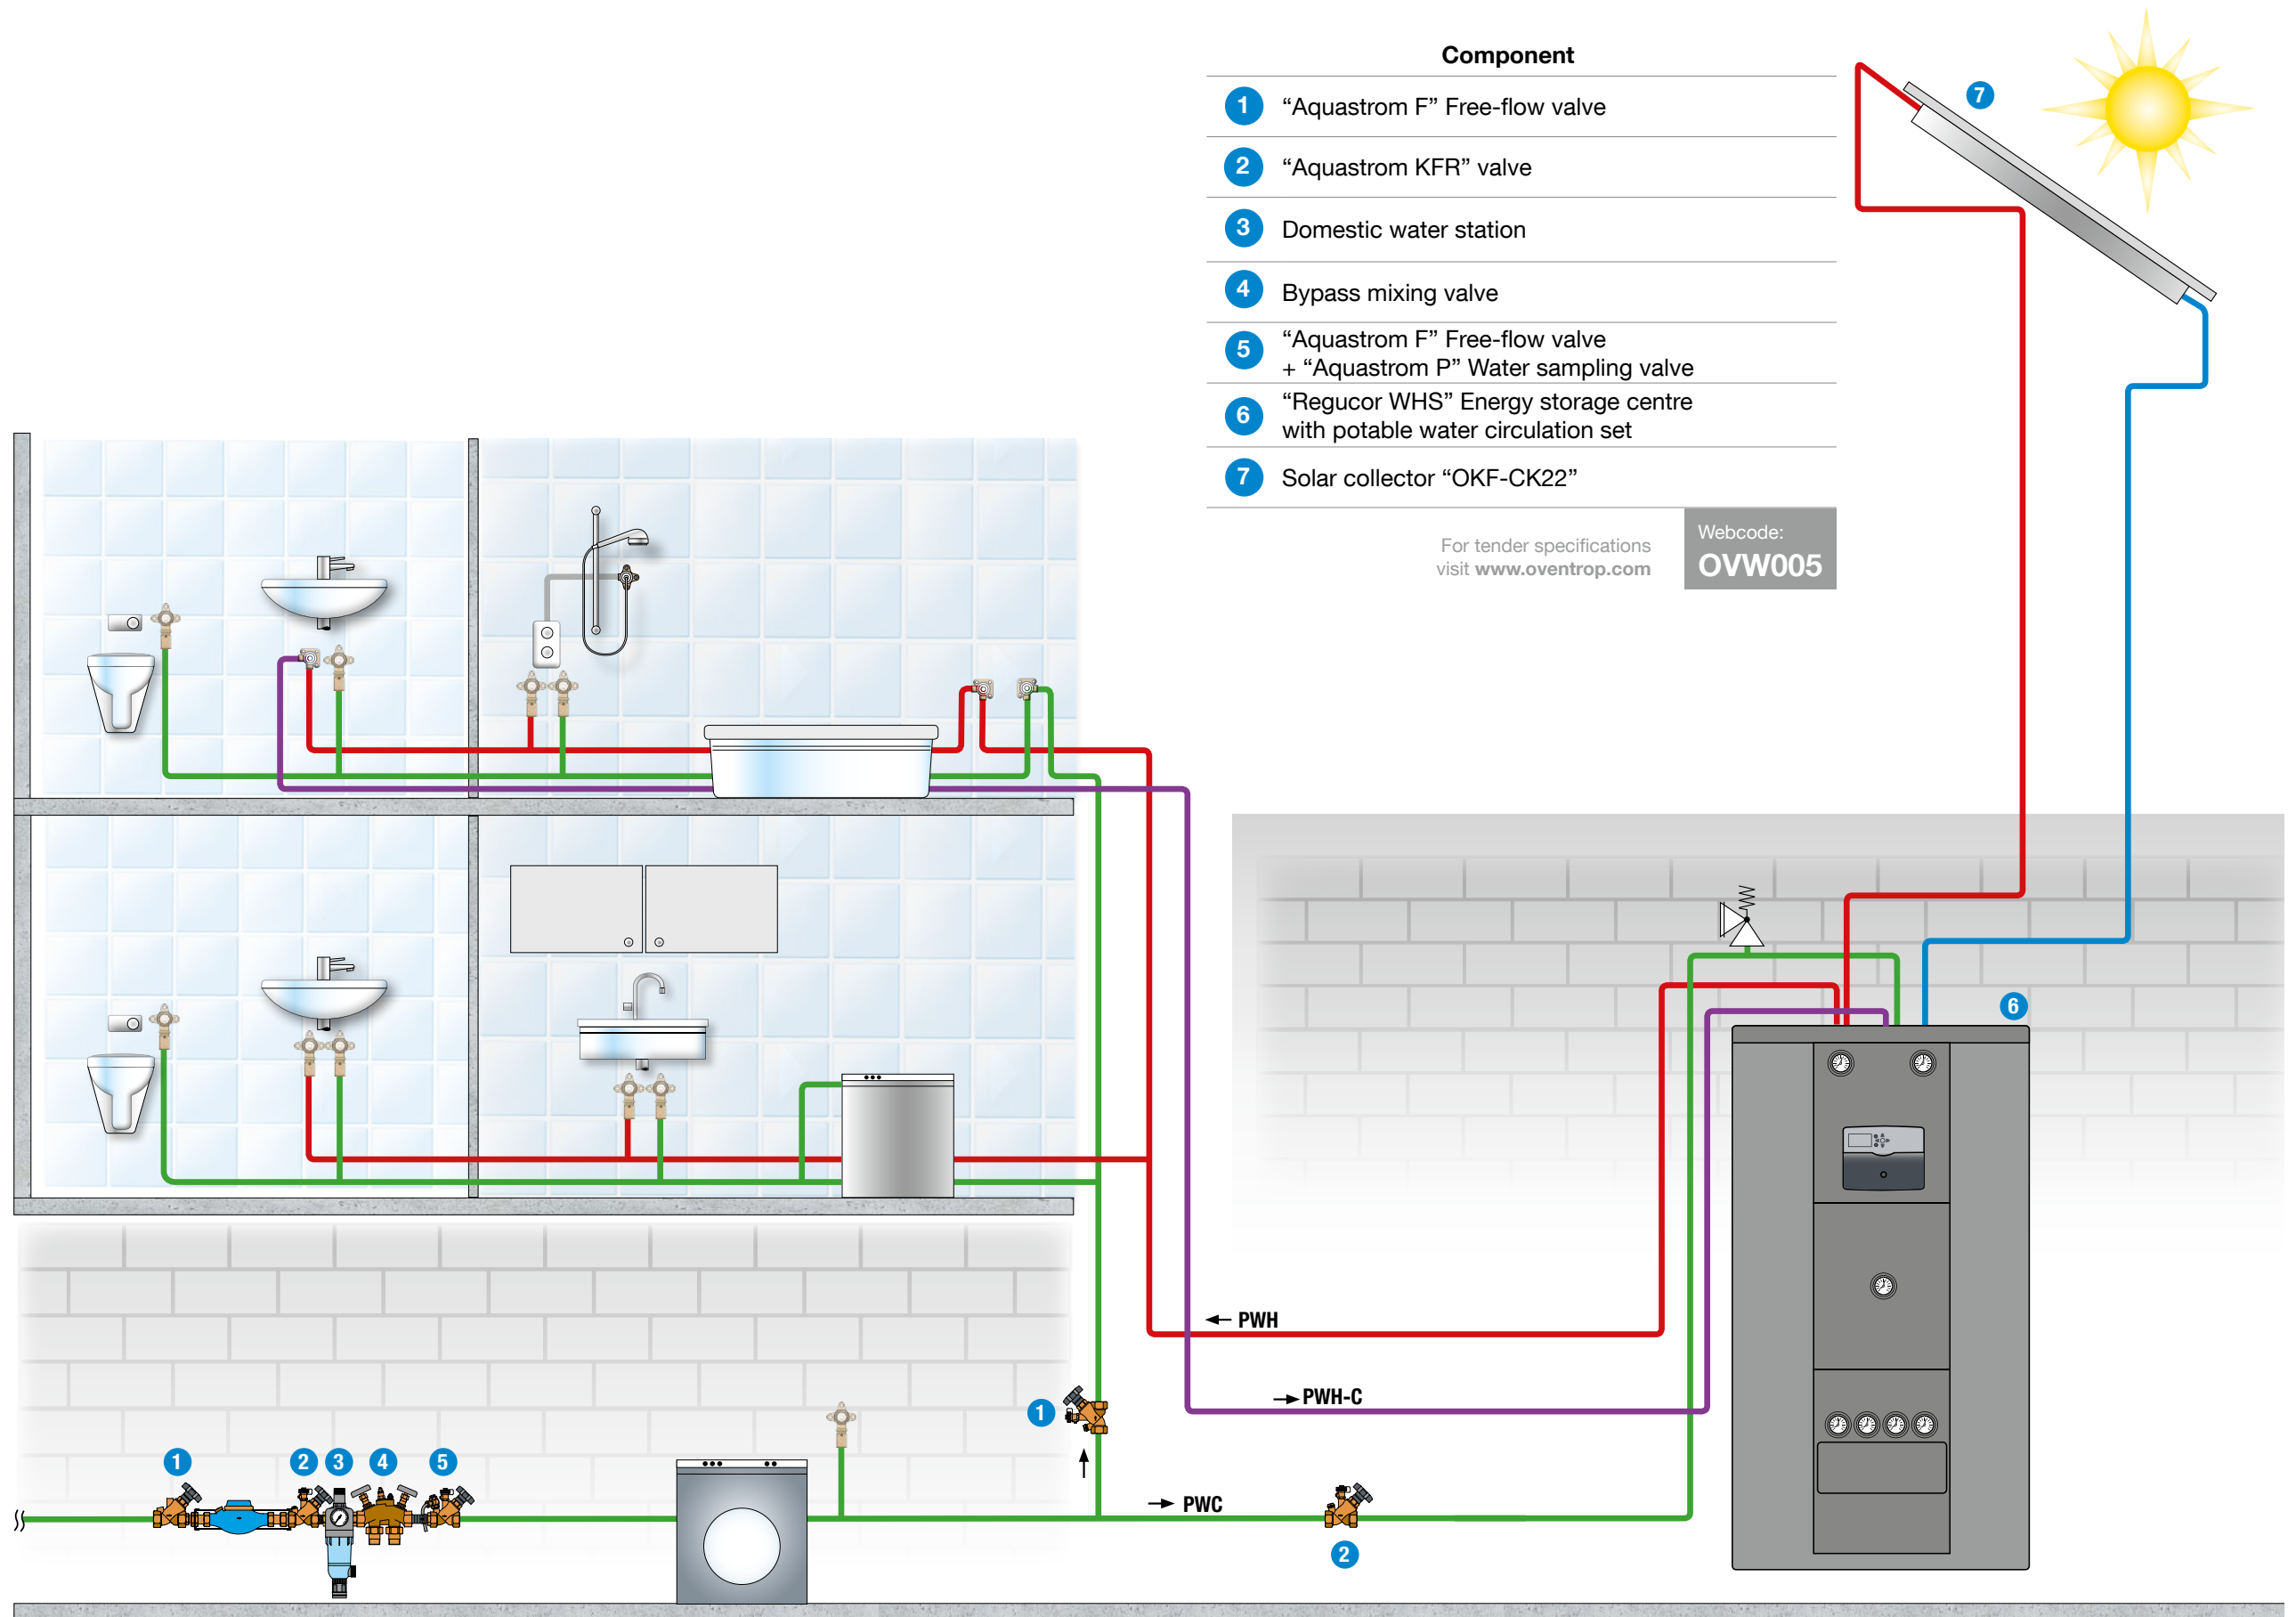 Component
1 “Aquastrom F” Free-flow valve
2 “Aquastrom KFR” valve
3 Domestic water station
4 Bypass mixing valve
5 “Aquastrom F” Free-flow valve
+ “Aquastrom P” Water sampling valve
6 “Regucor WHS” Energy storage centre
with potable water circulation set
7 Solar collector “OKF-CK22”
For tender specifications
visit www.oventrop.com
Webcode:
OVW005
7
6
PWH
PWH-C
1
1 2 3 4 5
PWC
2